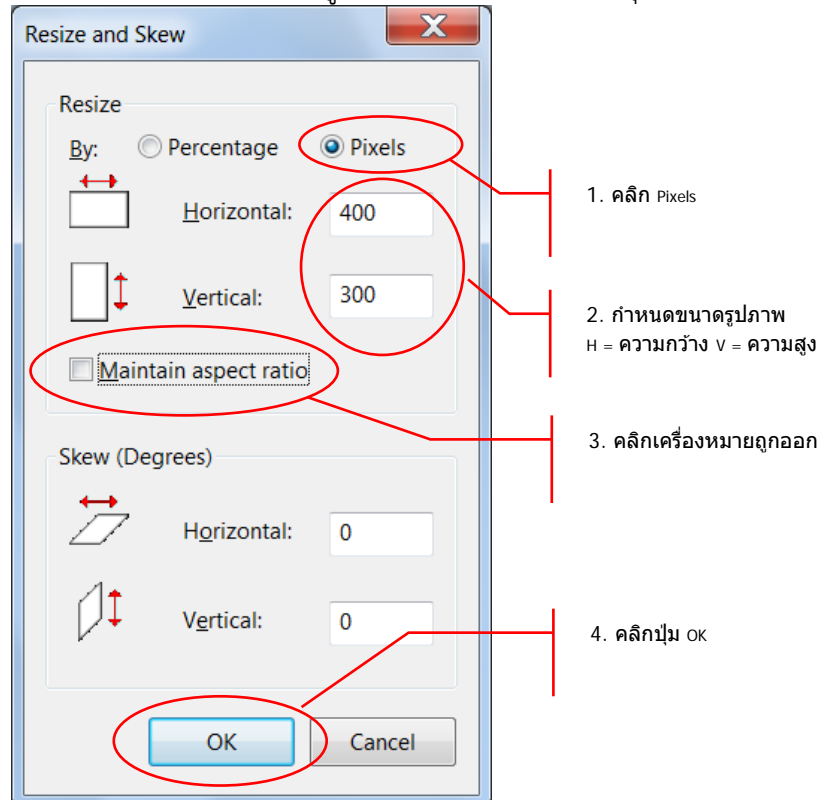 Resize and Skew
Resize
By:
Percentage
Pixels
Horizontal:
400
Vertical:
300
Maintain aspect ratio
Skew (Degrees)
Horizontal:
0
Vertical:
0
OK
Cancel
1. คลิก Pixels
2. กำหนดขนาดรูปภาพ
H = ความกว้าง V = ความสูง
3. คลิกเครื่องหมายถูกออก
4. คลิกปุ่ม OK